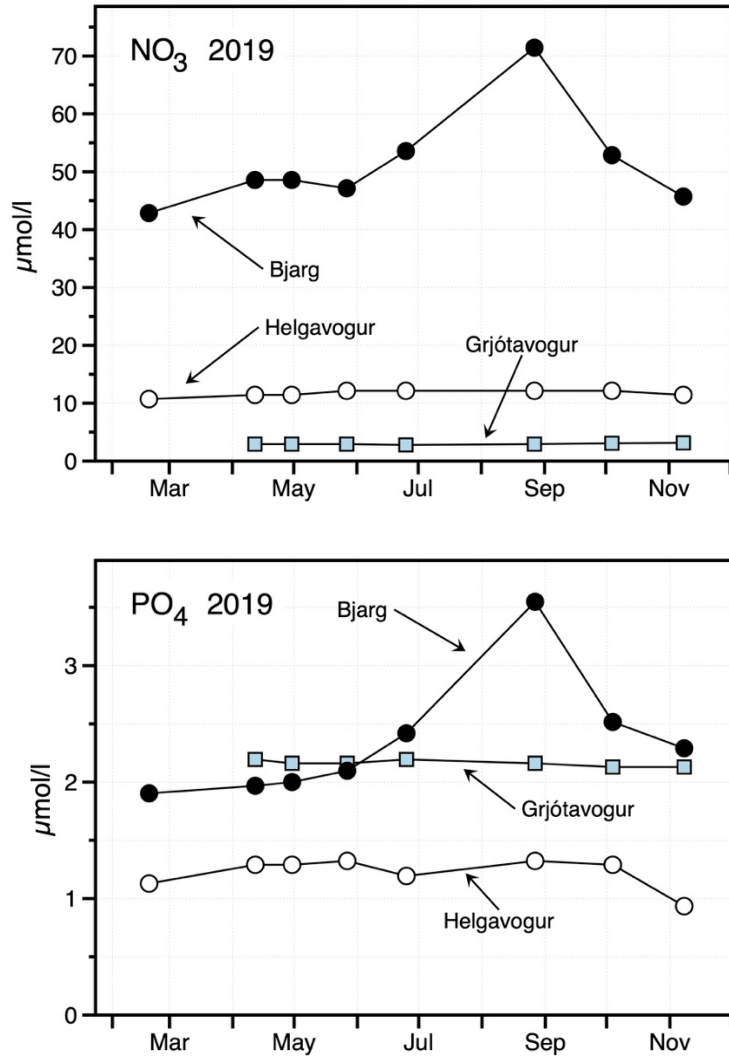 NO3 2019
70
60
50
40
30
20
10
0
µmol/l
Bjarg
Helgavogur
Grjótavogur
Mar May Jul Sep Nov
PO4 2019
3
2
1
0
µmol/l
Bjarg
Grjótavogur
Helgavogur
Mar May Jul Sep Nov